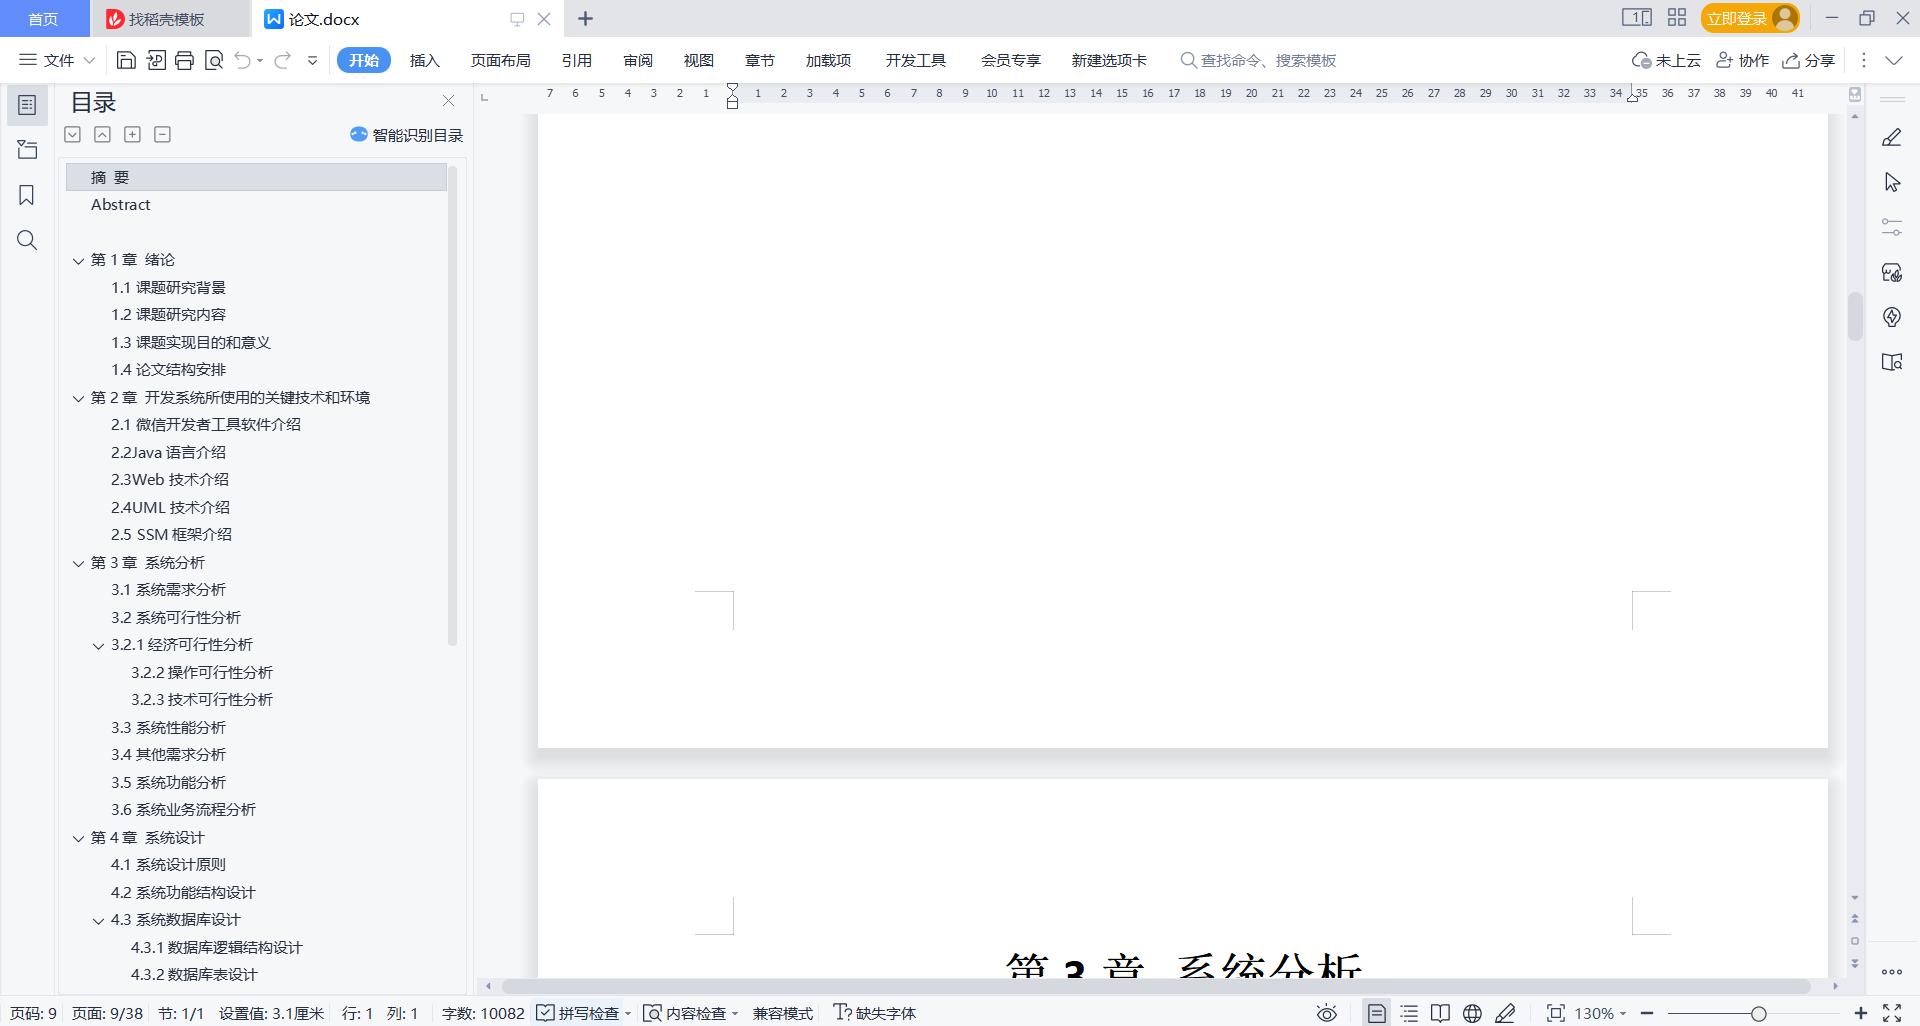 首页
找稻壳模板
论文.docx
立即登录
文件
开始
插入
页面布局
引用
审阅
视图
章节
加载项
开发工具
会员专享
新建选项卡
查找命令、搜索模板
未上云
协作
分享
目录
智能识别目录
7 6 5 4 3 2 1 1 2 3 4 5 6 7 8 9 10 11 12 13 14 15 16 17 18 19 20 21 22 23 24 25 26 27 28 29 30 31 32 33 34 35 36 37 38 39 40 41
摘 要
Abstract
第 1 章 绪论
1.1 课题研究背景
1.2 课题研究内容
1.3 课题实现目的和意义
1.4 论文结构安排
第 2 章 开发系统所使用的关键技术和环境
2.1 微信开发者工具软件介绍
2.2Java 语言介绍
2.3Web 技术介绍
2.4UML 技术介绍
2.5 SSM 框架介绍
第 3 章 系统分析
3.1 系统需求分析
3.2 系统可行性分析
3.2.1 经济可行性分析
3.2.2 操作可行性分析
3.2.3 技术可行性分析
3.3 系统性能分析
3.4 其他需求分析
3.5 系统功能分析
3.6 系统业务流程分析
第 4 章 系统设计
4.1 系统设计原则
4.2 系统功能结构设计
4.3 系统数据库设计
4.3.1 数据库逻辑结构设计
4.3.2 数据库表设计
第 3 章 系统分析
页码: 9
页面: 9/38
节: 1/1
设置值: 3.1厘米
行: 1
列: 1
字数: 10082
拼写检查
内容检查
兼容模式
缺失字体
130%